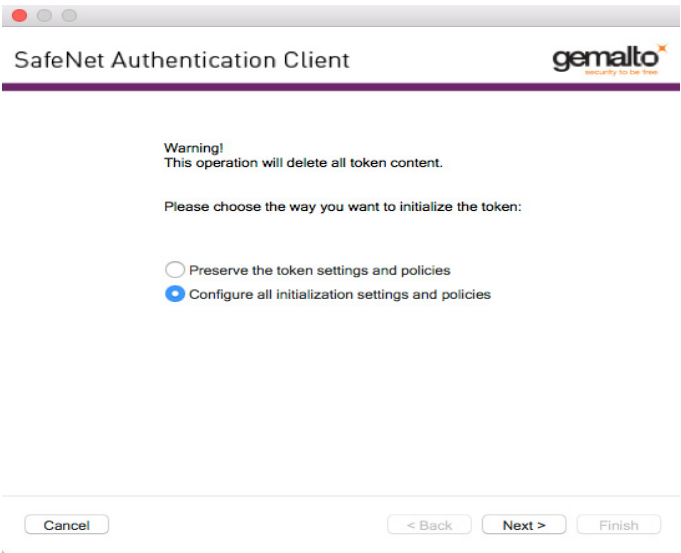 SafeNet Authentication Client
gemalto
security to be free
Warning!
This operation will delete all token content.
Please choose the way you want to initialize the token:
Preserve the token settings and policies
Configure all initialization settings and policies
Cancel
< Back
Next >
Finish